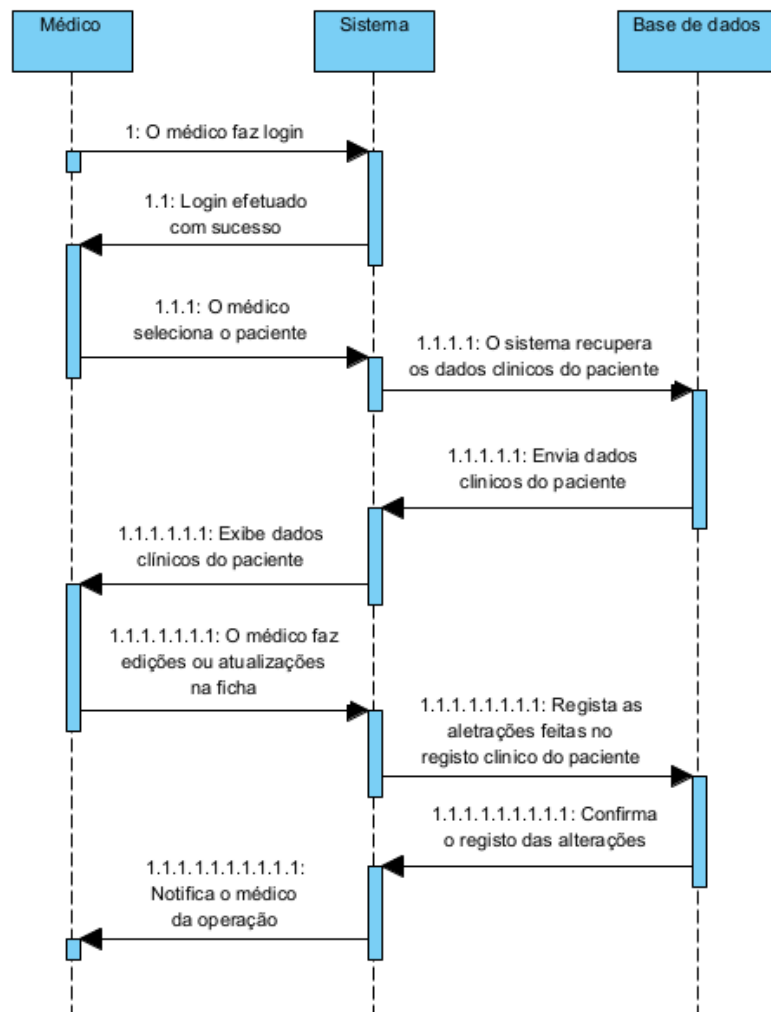 Médico
Sistema
Base de dados
1: O médico faz login
1.1: Login efetuado
com sucesso
1.1.1: O médico
seleciona o paciente
1.1.1.1: O sistema recupera
os dados clinicos do paciente
1.1.1.1.1: Envia dados
clinicos do paciente
1.1.1.1.1.1: Exibe dados
clínicos do paciente
1.1.1.1.1.1.1: O médico faz
edições ou atualizações
na ficha
1.1.1.1.1.1.1.1: Regista as
aletrações feitas no
registo clinico do paciente
1.1.1.1.1.1.1.1.1: Confirma
o registo das alterações
1.1.1.1.1.1.1.1.1.1:
Notifica o médico
da operação